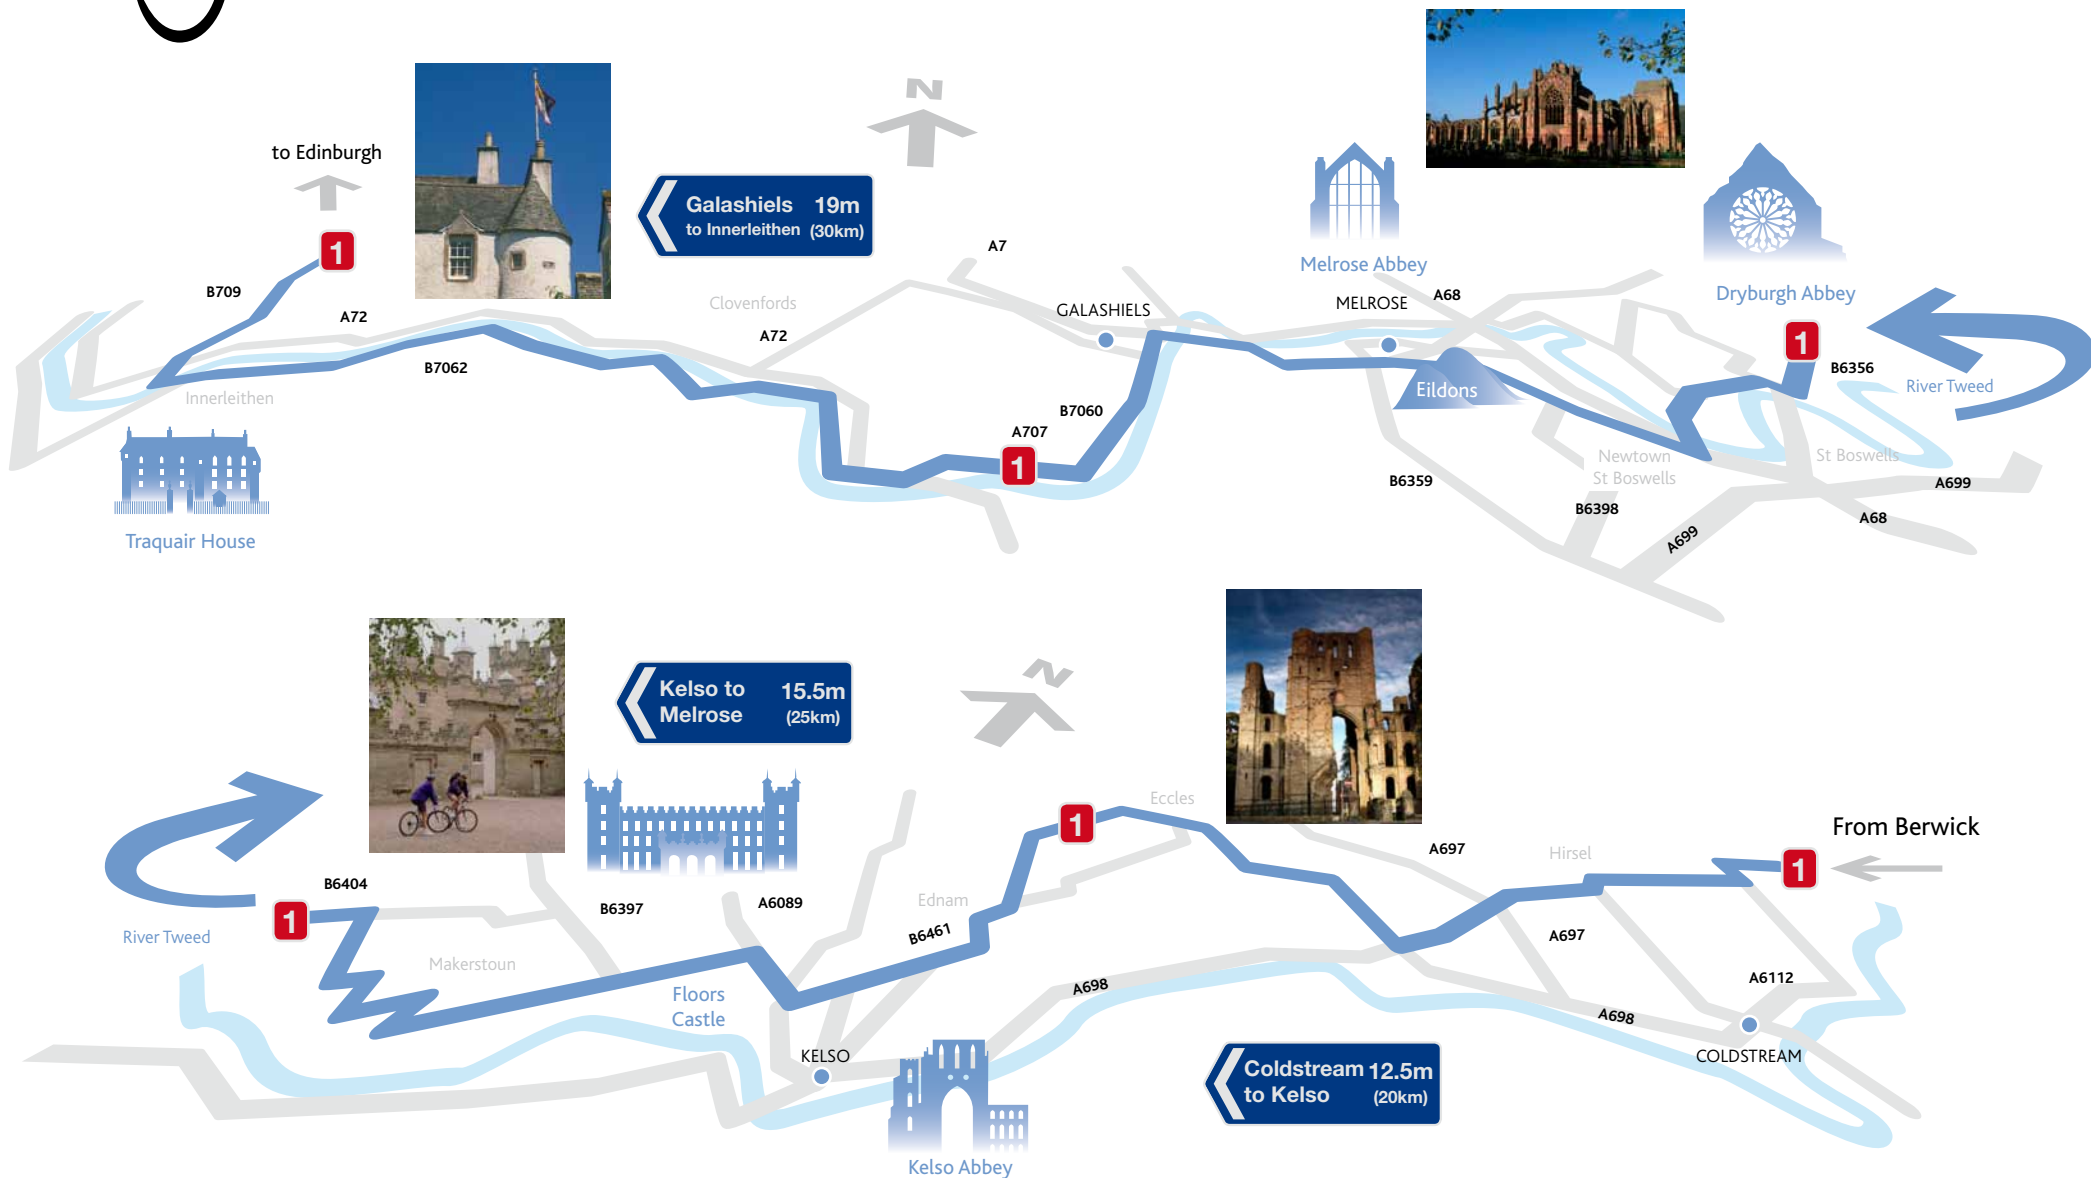 N
to Edinburgh
Galashiels 19m
to Innerleithen (30km)
1
A7
Melrose Abbey
B709
A72
Clovenfords
GALASHIELS
MELROSE
A68
Dryburgh Abbey
A72
1
B7062
B6356
River Tweed
Innerleithen
Eildons
B7060
A707
1
Newtown
St Boswells
St Boswells
B6359
A699
B6398
A68
A699
Traquair House
N
Kelso to 15.5m
Melrose (25km)
Eccles
1
From Berwick
A697
Hirsel
1
B6404
B6397
A6089
Ednam
1
B6461
River Tweed
A697
Makerstoun
A698
A6112
Floors
Castle
A698
KELSO
COLDSTREAM
Coldstream 12.5m
to Kelso (20km)
Kelso Abbey